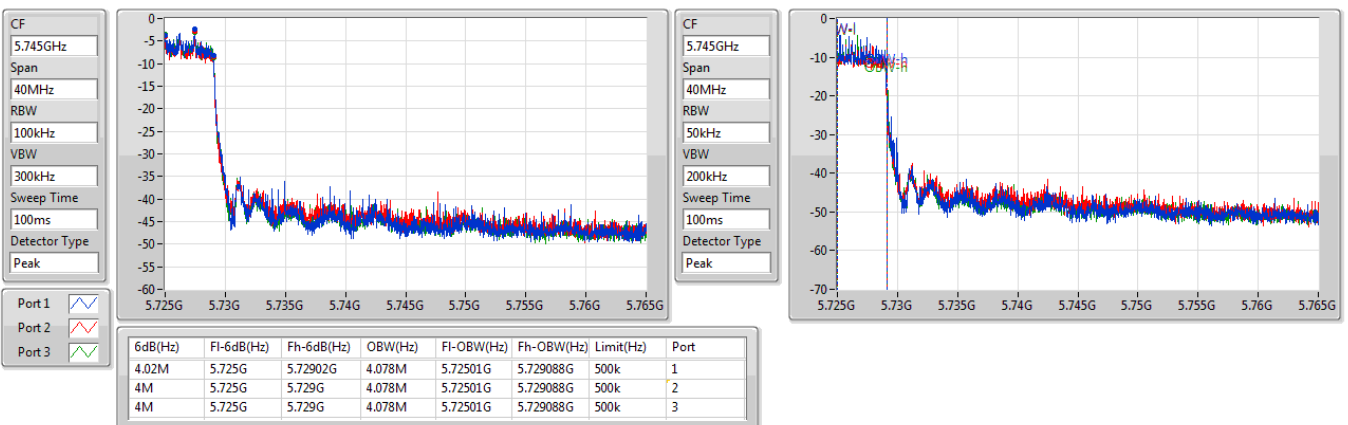 CF
5.745GHz
Span
40MHz
RBW
100kHz
VBW
300kHz
Sweep Time
100ms
Detector Type
Peak
0
-5
-10
-15
-20
-25
-30
-35
-40
-45
-50
-55
-60
5.725G 5.73G 5.735G 5.74G 5.745G 5.75G 5.755G 5.76G 5.765G
CF
5.745GHz
Span
40MHz
RBW
50kHz
VBW
200kHz
Sweep Time
100ms
Detector Type
Peak
0
-10
-20
-30
-40
-50
-60
-70
5.725G 5.73G 5.735G 5.74G 5.745G 5.75G 5.755G 5.76G 5.765G
Port 1
Port 2
Port 3
6dB(Hz) Fl-6dB(Hz) Fh-6dB(Hz) OBW(Hz) Fl-OBW(Hz) Fh-OBW(Hz) Limit(Hz) Port
4.02M 5.725G 5.72902G 4.078M 5.72501G 5.729088G 500k 1
4M 5.725G 5.729G 4.078M 5.72501G 5.729088G 500k 2
4M 5.725G 5.729G 4.078M 5.72501G 5.729088G 500k 3